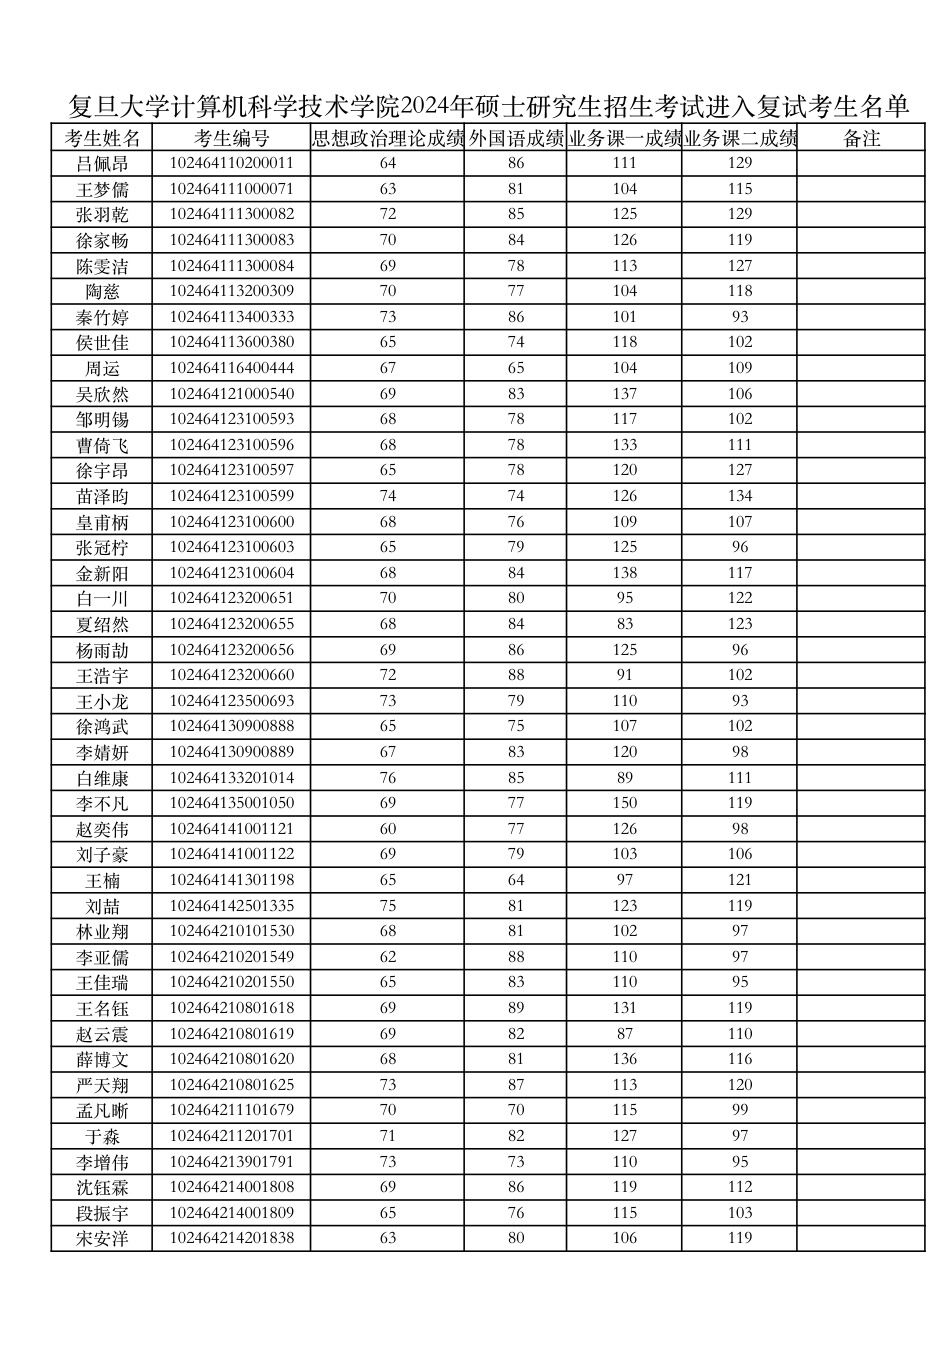 复旦大学计算机科学技术学院2024年硕士研究生招生考试进入复试考生名单
考生姓名 考生编号 思想政治理论成绩 外国语成绩 业务课一成绩 业务课二成绩 备注
吕佩昂 102464110200011 64 86 111 129
王梦儒 102464111000071 63 81 104 115
张羽乾 102464111300082 72 85 125 129
徐家畅 102464111300083 70 84 126 119
陈雯洁 102464111300084 69 78 113 127
陶慈 102464113200309 70 77 104 118
秦竹婷 102464113400333 73 86 101 93
侯世佳 102464113600380 65 74 118 102
周运 102464116400444 67 65 104 109
吴欣然 102464121000540 69 83 137 106
邹明锡 102464123100593 68 78 117 102
曹倚飞 102464123100596 68 78 133 111
徐宇昂 102464123100597 65 78 120 127
苗泽昀 102464123100599 74 74 126 134
皇甫柄 102464123100600 68 76 109 107
张冠柠 102464123100603 65 79 125 96
金新阳 102464123100604 68 84 138 117
白一川 102464123200651 70 80 95 122
夏绍然 102464123200655 68 84 83 123
杨雨劼 102464123200656 69 86 125 96
王浩宇 102464123200660 72 88 91 102
王小龙 102464123500693 73 79 110 93
徐鸿武 102464130900888 65 75 107 102
李婧妍 102464130900889 67 83 120 98
白维康 102464133201014 76 85 89 111
李不凡 102464135001050 69 77 150 119
赵奕伟 102464141001121 60 77 126 98
刘子豪 102464141001122 69 79 103 106
王楠 102464141301198 65 64 97 121
刘喆 102464142501335 75 81 123 119
林业翔 102464210101530 68 81 102 97
李亚儒 102464210201549 62 88 110 97
王佳瑞 102464210201550 65 83 110 95
王名钰 102464210801618 69 89 131 119
赵云震 102464210801619 69 82 87 110
薛博文 102464210801620 68 81 136 116
严天翔 102464210801625 73 87 113 120
孟凡晰 102464211101679 70 70 115 99
于淼 102464211201701 71 82 127 97
李增伟 102464213901791 73 73 110 95
沈钰霖 102464214001808 69 86 119 112
段振宇 102464214001809 65 76 115 103
宋安洋 102464214201838 63 80 106 119